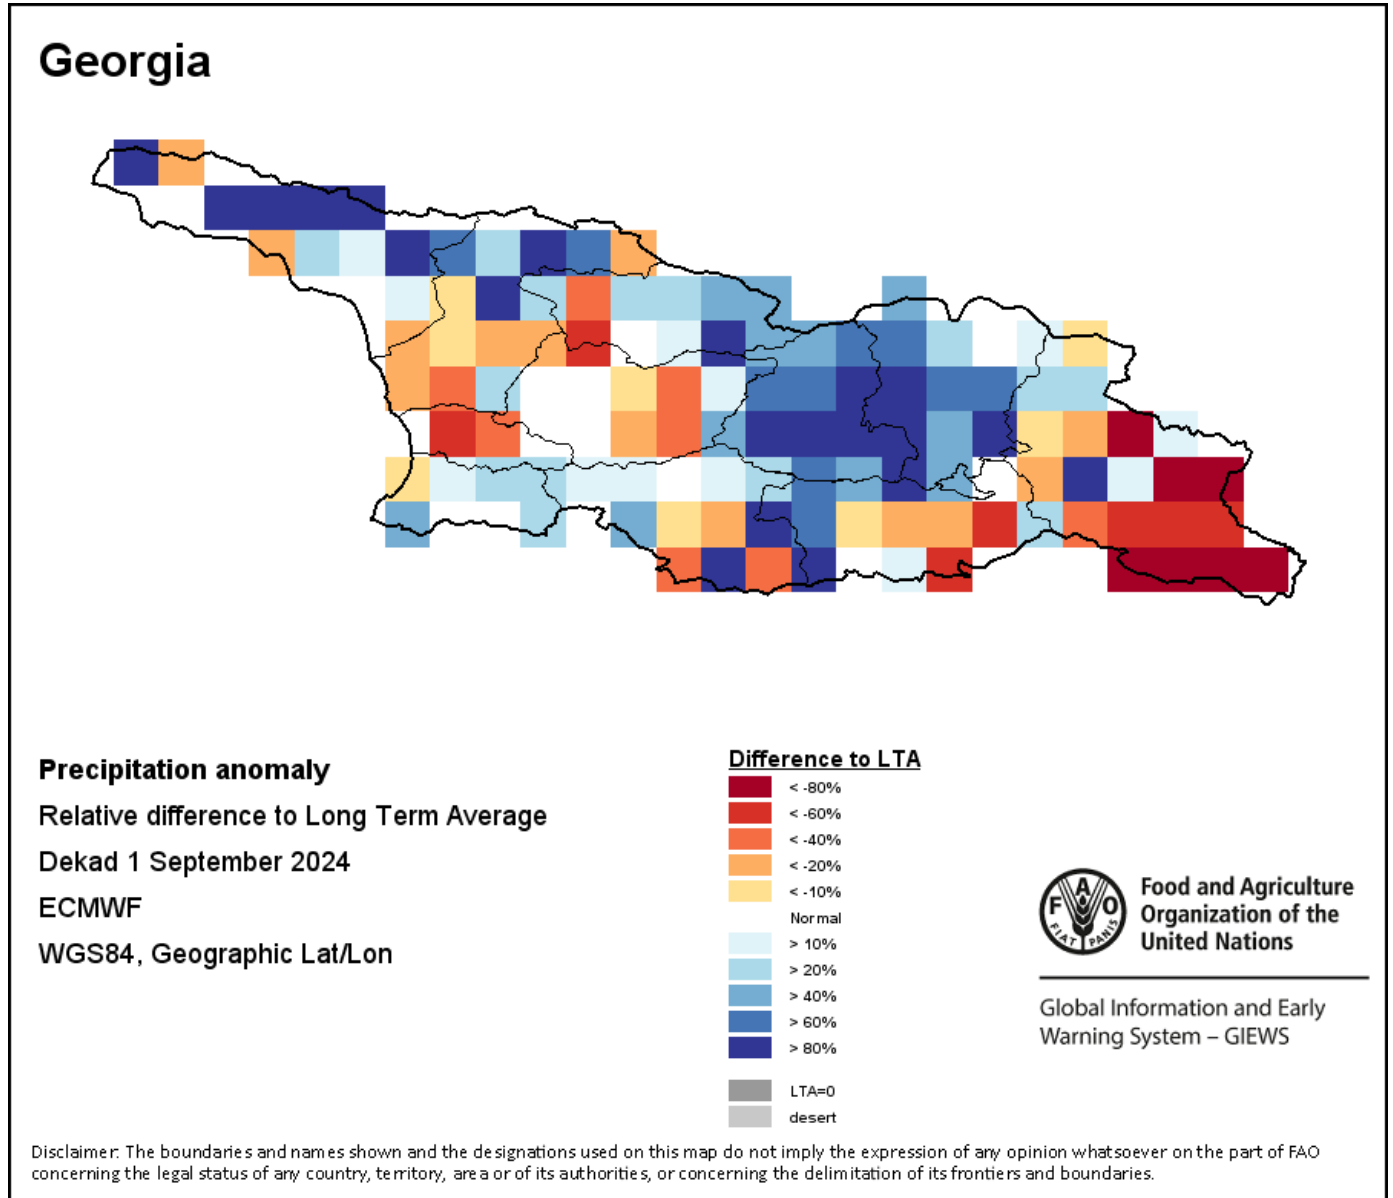 Georgia
Precipitation anomaly
Relative difference to Long Term Average
Dekad 1 September 2024
ECMWF
WGS84, Geographic Lat/Lon
Difference to LTA
< -80%
< -60%
< -40%
< -20%
< -10%
Normal
> 10%
> 20%
> 40%
> 60%
> 80%
LTA=0
desert
F A O
FIAT PANIS
Food and Agriculture
Organization of the
United Nations
Global Information and Early
Warning System – GIEWS
Disclaimer: The boundaries and names shown and the designations used on this map do not imply the expression of any opinion whatsoever on the part of FAO
concerning the legal status of any country, territory, area or of its authorities, or concerning the delimitation of its frontiers and boundaries.